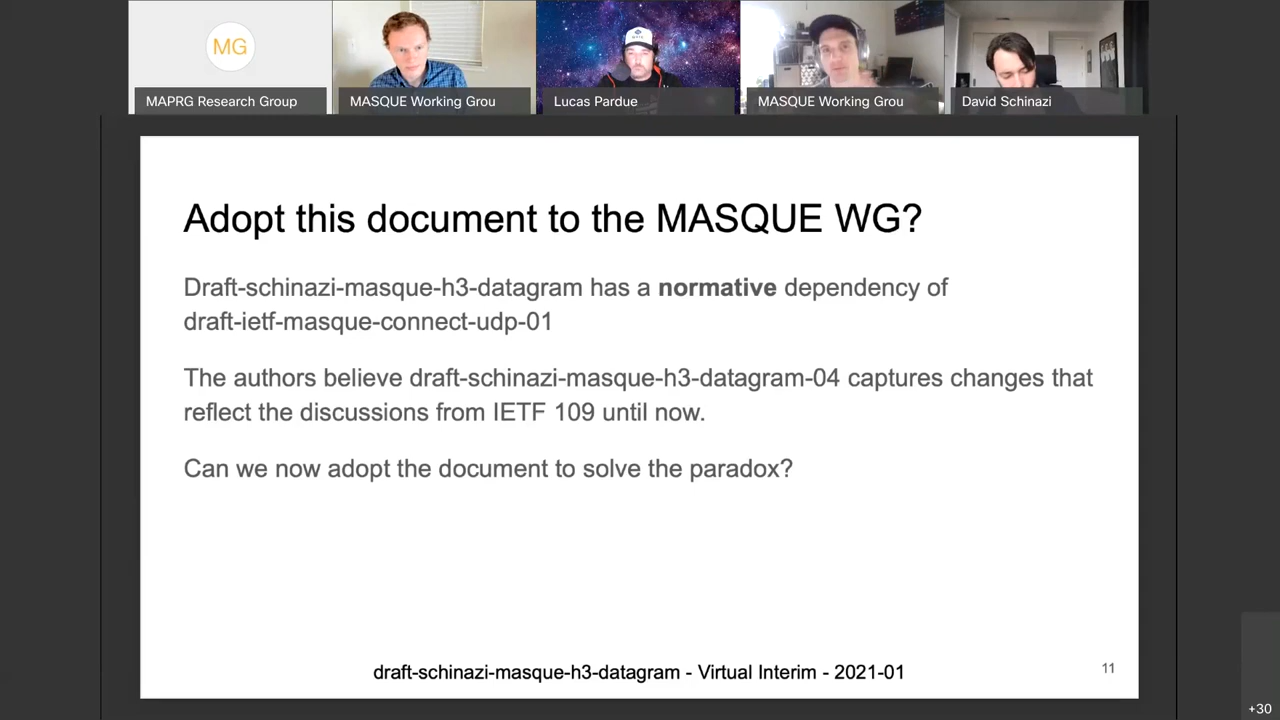 MG
MAPRG Research Group
MASQUE Working Grou
Lucas Pardue
MASQUE Working Grou
David Schinazi
Adopt this document to the MASQUE WG?
Draft-schinazi-masque-h3-datagram has a normative dependency of
draft-ietf-masque-connect-udp-01
The authors believe draft-schinazi-masque-h3-datagram-04 captures changes that
reflect the discussions from IETF 109 until now.
Can we now adopt the document to solve the paradox?
draft-schinazi-masque-h3-datagram - Virtual Interim - 2021-01
11
+30